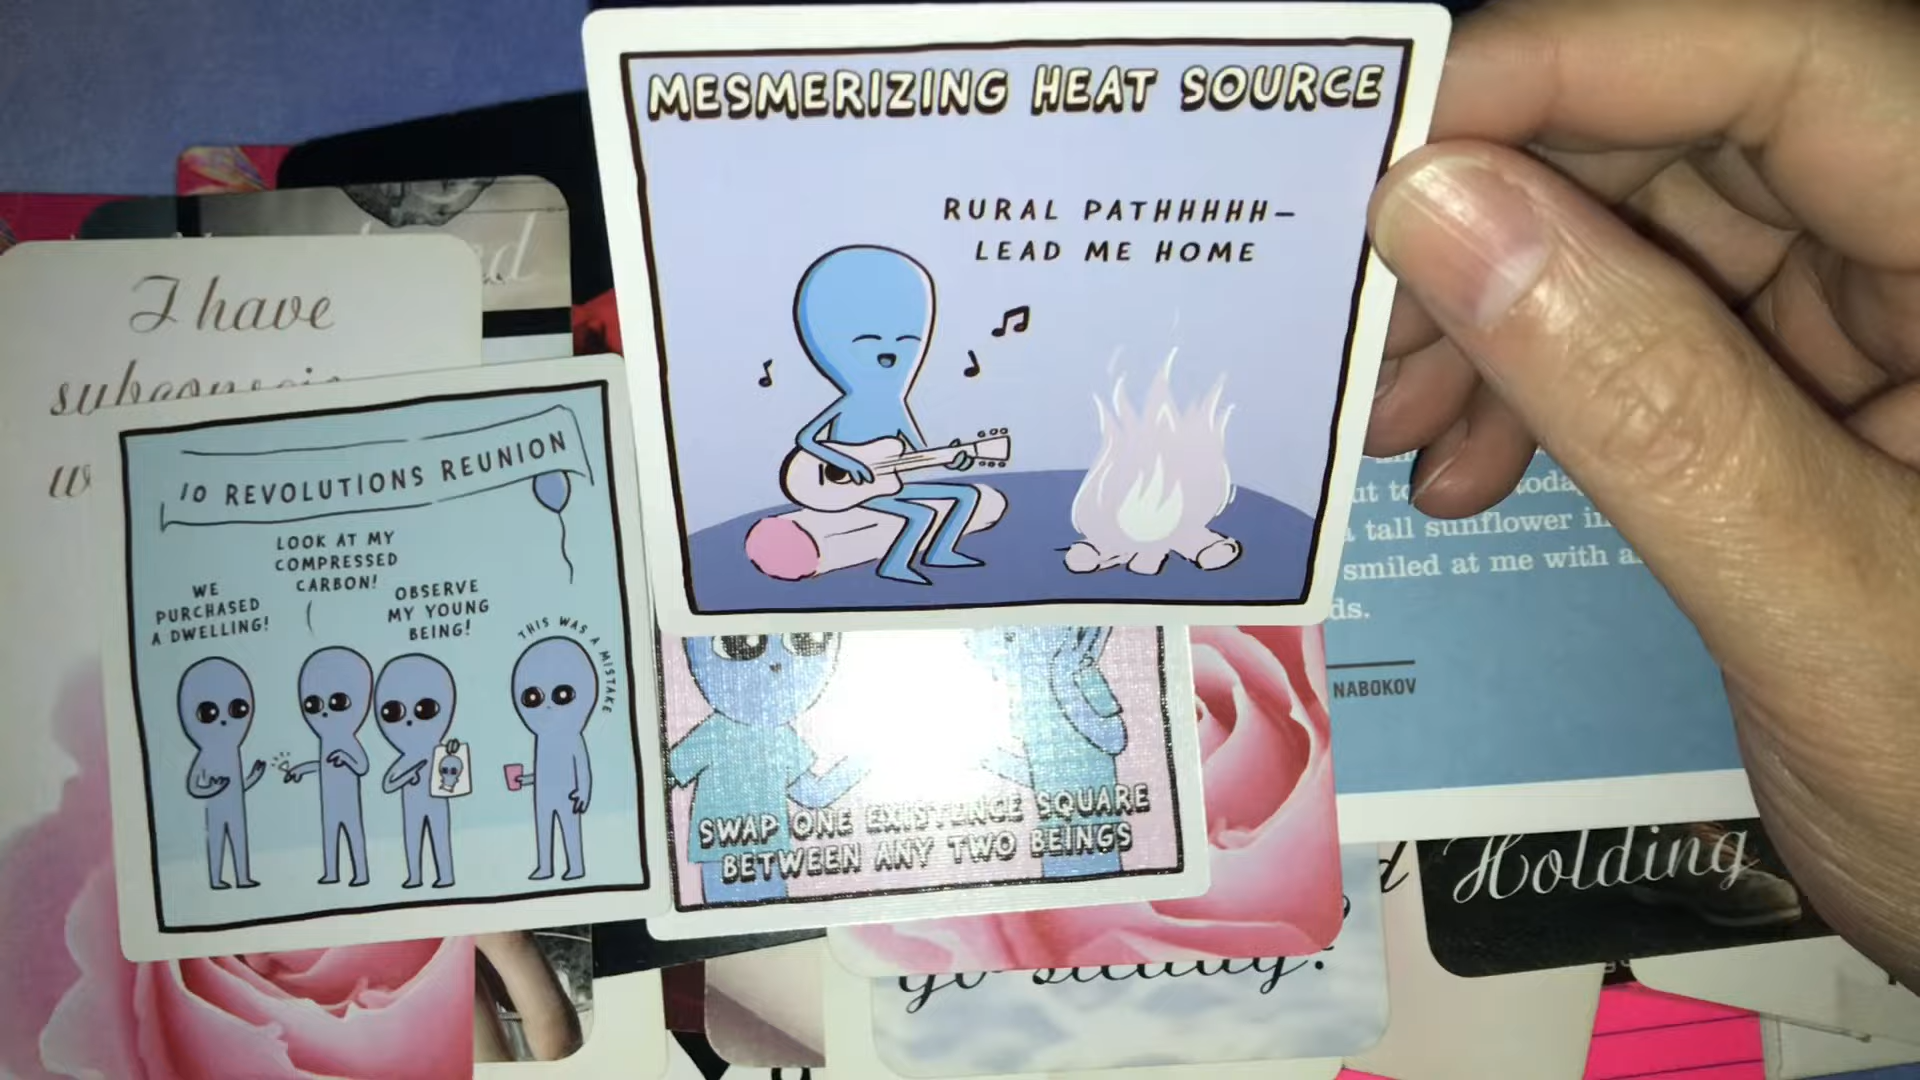 MESMERIZING HEAT SOURCE
RURAL PATHHHHH–
LEAD ME HOME
I have
10 REVOLUTIONS REUNION
LOOK AT MY
COMPRESSED
CARBON!
WE
PURCHASED
A DWELLING!
OBSERVE
MY YOUNG
BEING!
THIS WAS A MISTAKE
SWAP ONE EXISTENCE SQUARE
BETWEEN ANY TWO BEINGS
tall sunflower
smiled at me with
NABOKOV
Holding